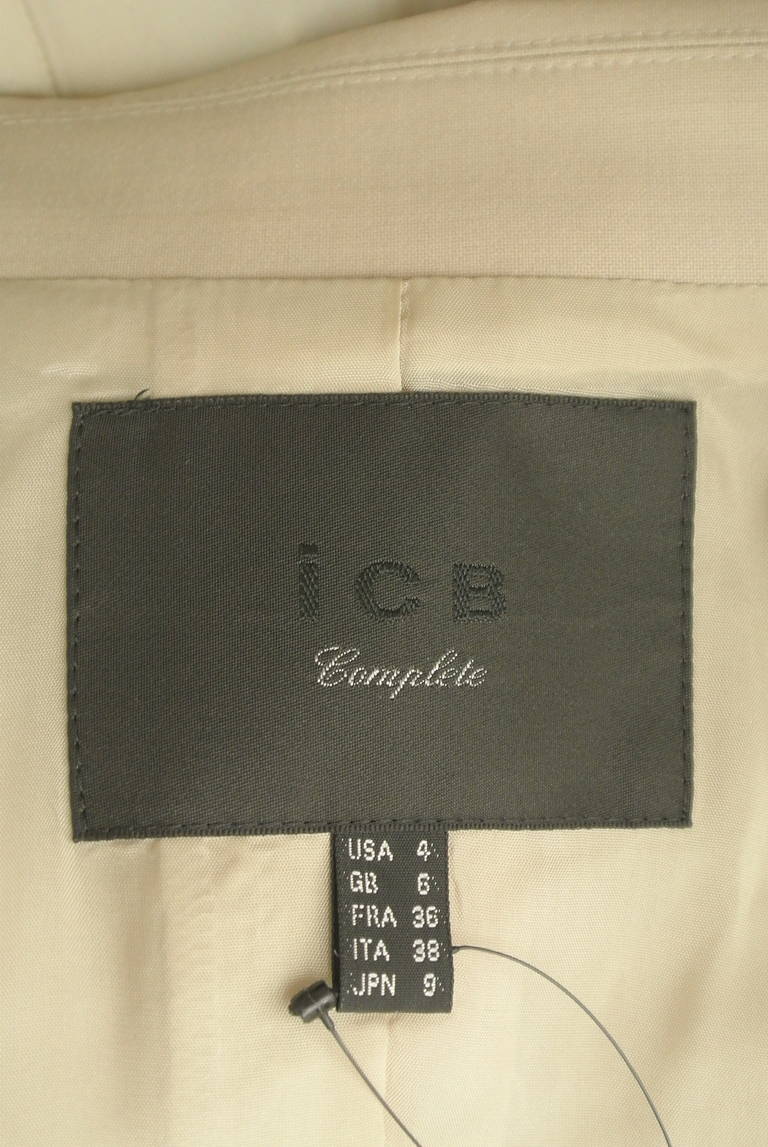 iCB
Complete
USA 4
GB 6
FRA 36
ITA 38
JPN 9